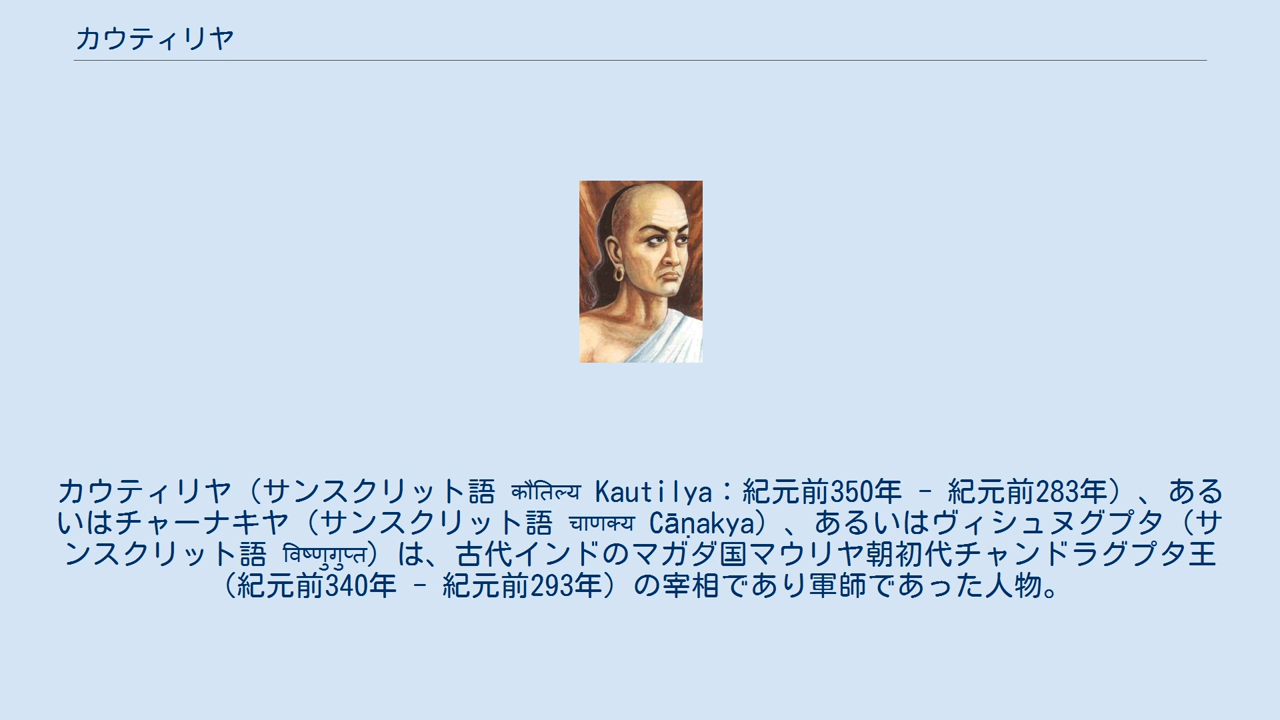 カウティリヤ
カウティリヤ（サンスクリット語 कौतिल्य Kautilya：紀元前350年 - 紀元前283年）、ある
いはチャーナキヤ（サンスクリット語 चाणक्य Cāṇakya）、あるいはヴィシュヌグプタ（サ
ンスクリット語 विष्णुगुप्त）は、古代インドのマガダ国マウリヤ朝初代チャンドラグプタ王
（紀元前340年 - 紀元前293年）の宰相であり軍師であった人物。